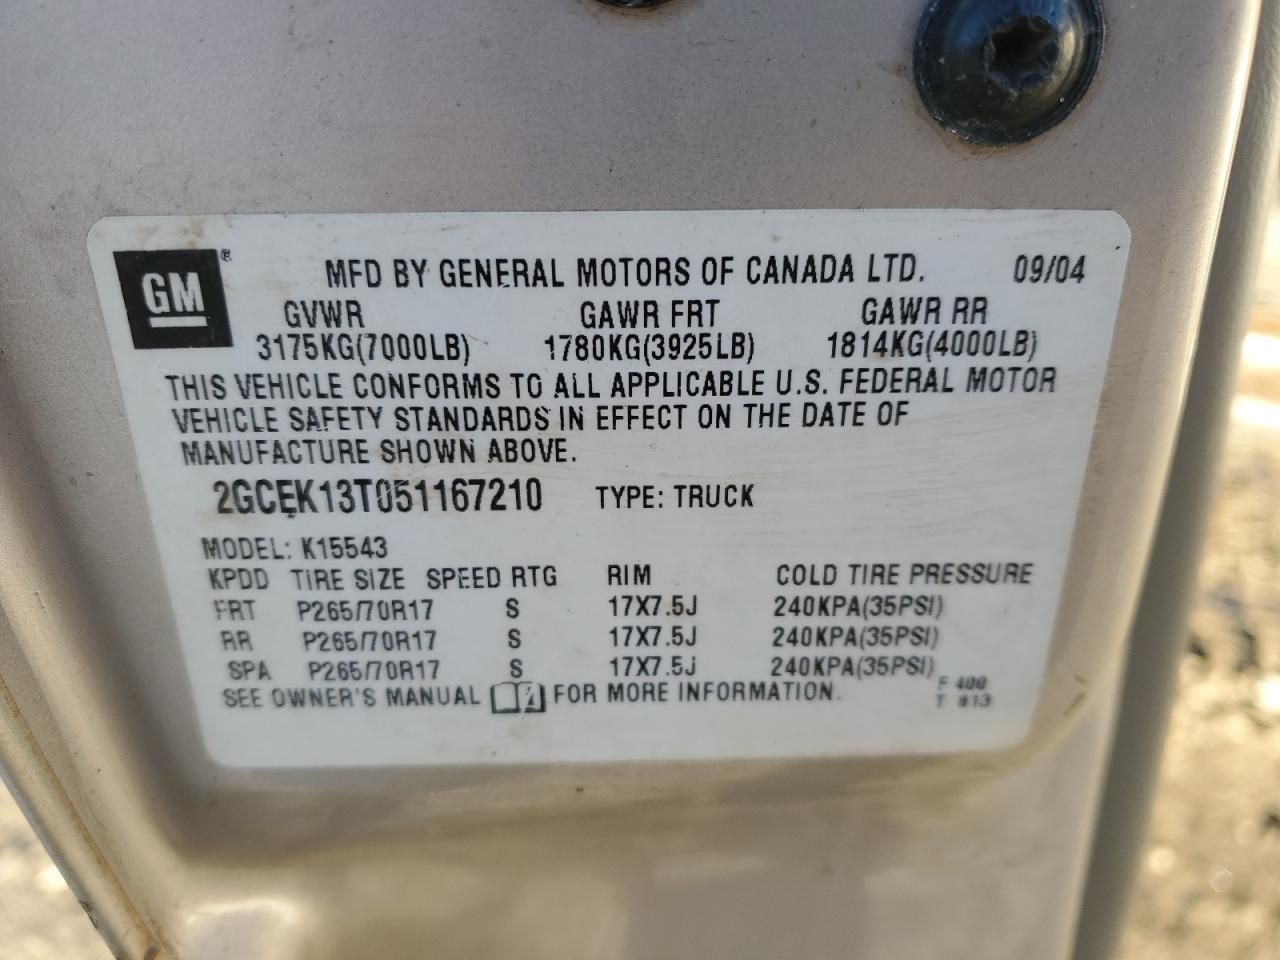 GM ®
MFD BY GENERAL MOTORS OF CANADA LTD. 09/04
GVWR GAWR FRT GAWR RR
3175KG(7000LB) 1780KG(3925LB) 1814KG(4000LB)
THIS VEHICLE CONFORMS TO ALL APPLICABLE U.S. FEDERAL MOTOR
VEHICLE SAFETY STANDARDS IN EFFECT ON THE DATE OF
MANUFACTURE SHOWN ABOVE.
2GCEK13T051167210 TYPE: TRUCK
MODEL: K15543
KPDD TIRE SIZE SPEED RTG RIM COLD TIRE PRESSURE
FRT P265/70R17 S 17X7.5J 240KPA(35PSI)
RR P265/70R17 S 17X7.5J 240KPA(35PSI)
SPA P265/70R17 S 17X7.5J 240KPA(35PSI)
SEE OWNER'S MANUAL FOR MORE INFORMATION.
F 400
T 813